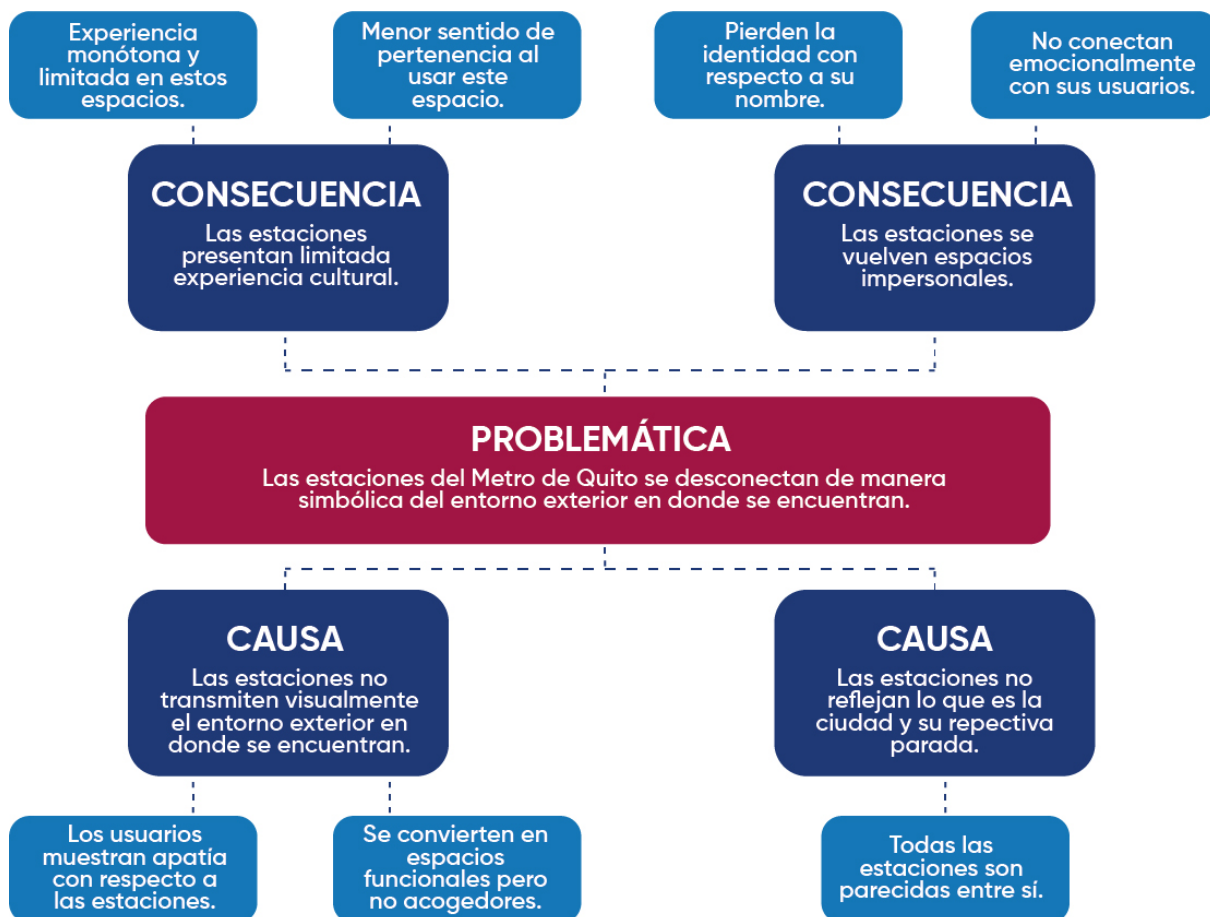 Experiencia
monótona y
limitada en estos
espacios.
Menor sentido de
pertenencia al
usar este
espacio.
Pierden la
identidad con
respecto a su
nombre.
No conectan
emocionalmente
con sus usuarios.
CONSECUENCIA
Las estaciones
presentan limitada
experiencia cultural.
CONSECUENCIA
Las estaciones se
vuelven espacios
impersonales.
PROBLEMÁTICA
Las estaciones del Metro de Quito se desconectan de manera
simbólica del entorno exterior en donde se encuentran.
CAUSA
Las estaciones no
transmiten visualmente
el entorno exterior en
donde se encuentran.
CAUSA
Las estaciones no
reflejan lo que es la
ciudad y su repectiva
parada.
Los usuarios
muestran apatía
con respecto a
las estaciones.
Se convierten en
espacios
funcionales pero
no acogedores.
Todas las
estaciones son
parecidas entre sí.